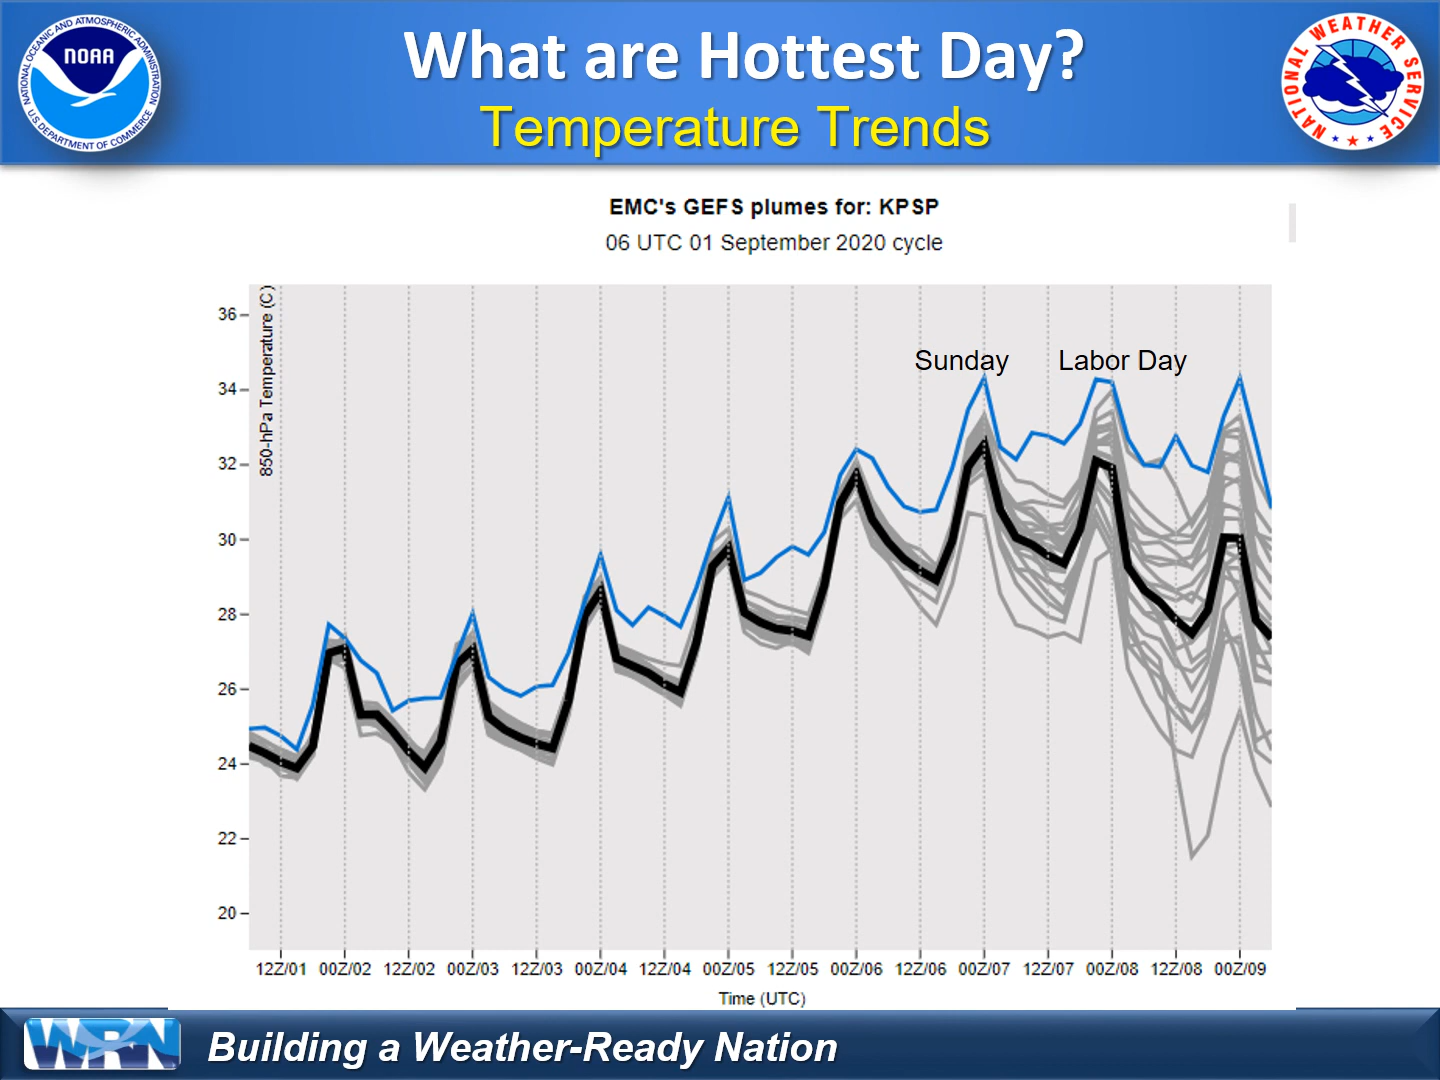 What are Hottest Day?
Temperature Trends
NATIONAL OCEANIC AND ATMOSPHERIC ADMINISTRATION
U.S. DEPARTMENT OF COMMERCE
NOAA
NATIONAL WEATHER SERVICE
EMC's GEFS plumes for: KPSP
06 UTC 01 September 2020 cycle
850-hPa Temperature (C)
36
34
32
30
28
26
24
22
20
Sunday Labor Day
12Z/01 00Z/02 12Z/02 00Z/03 12Z/03 00Z/04 12Z/04 00Z/05 12Z/05 00Z/06 12Z/06 00Z/07 12Z/07 00Z/08 12Z/08 00Z/09
Time (UTC)
WRN
Building a Weather-Ready Nation